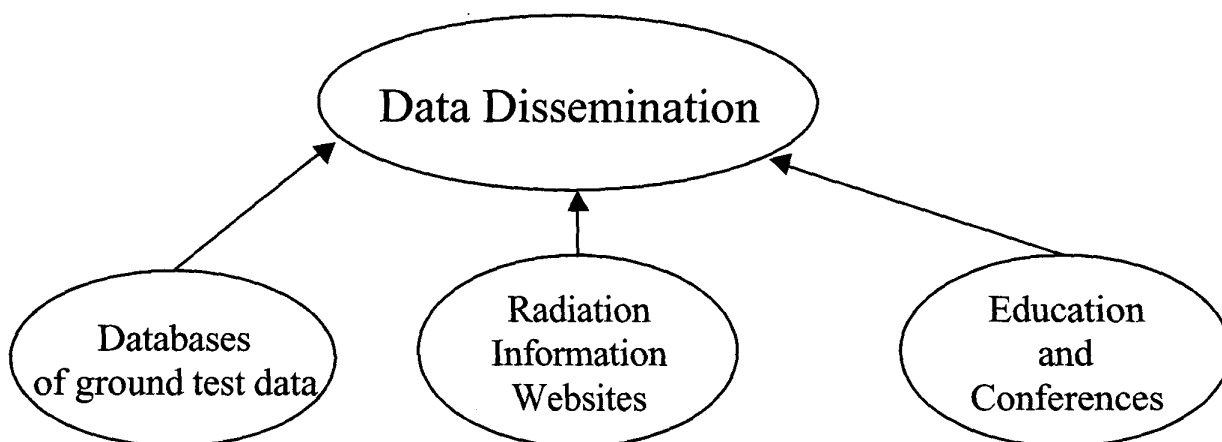 Data Dissemination
Databases
of ground test data
Radiation
Information
Websites
Education
and
Conferences